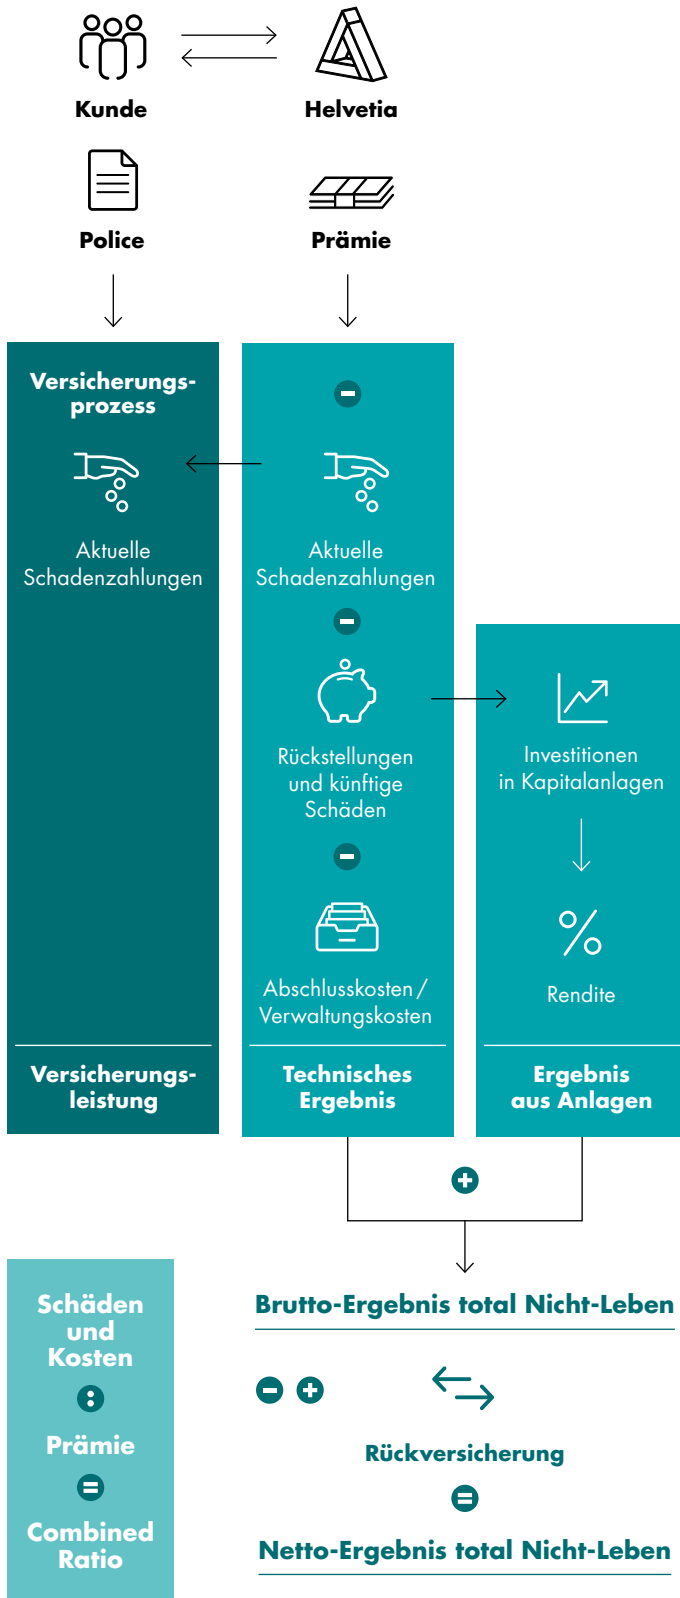 Kunde
Helvetia
Police
Prämie
Versicherungs-
prozess
Aktuelle
Schadenzahlungen
Versicherungs-
leistung
Aktuelle
Schadenzahlungen
Rückstellungen
und künftige
Schäden
Abschlusskosten /
Verwaltungskosten
Technisches
Ergebnis
Investitionen
in Kapitalanlagen
Rendite
Ergebnis
aus Anlagen
Schäden
und
Kosten
:
Prämie
=
Combined
Ratio
Brutto-Ergebnis total Nicht-Leben
Rückversicherung
=
Netto-Ergebnis total Nicht-Leben